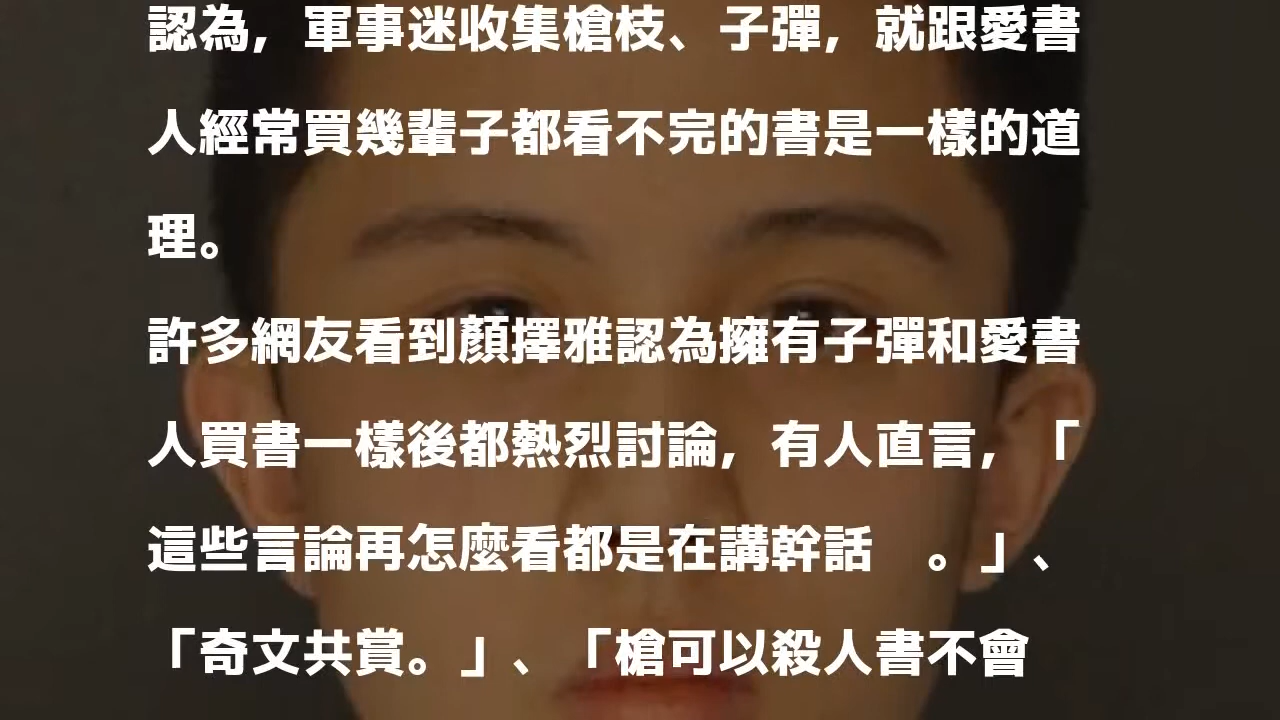 認為，軍事迷收集槍枝、子彈，就跟愛書
人經常買幾輩子都看不完的書是一樣的道
理。
許多網友看到顏擇雅認為擁有子彈和愛書
人買書一樣後都熱烈討論，有人直言，「
這些言論再怎麼看都是在講幹話　。」、
「奇文共賞。」、「槍可以殺人書不會